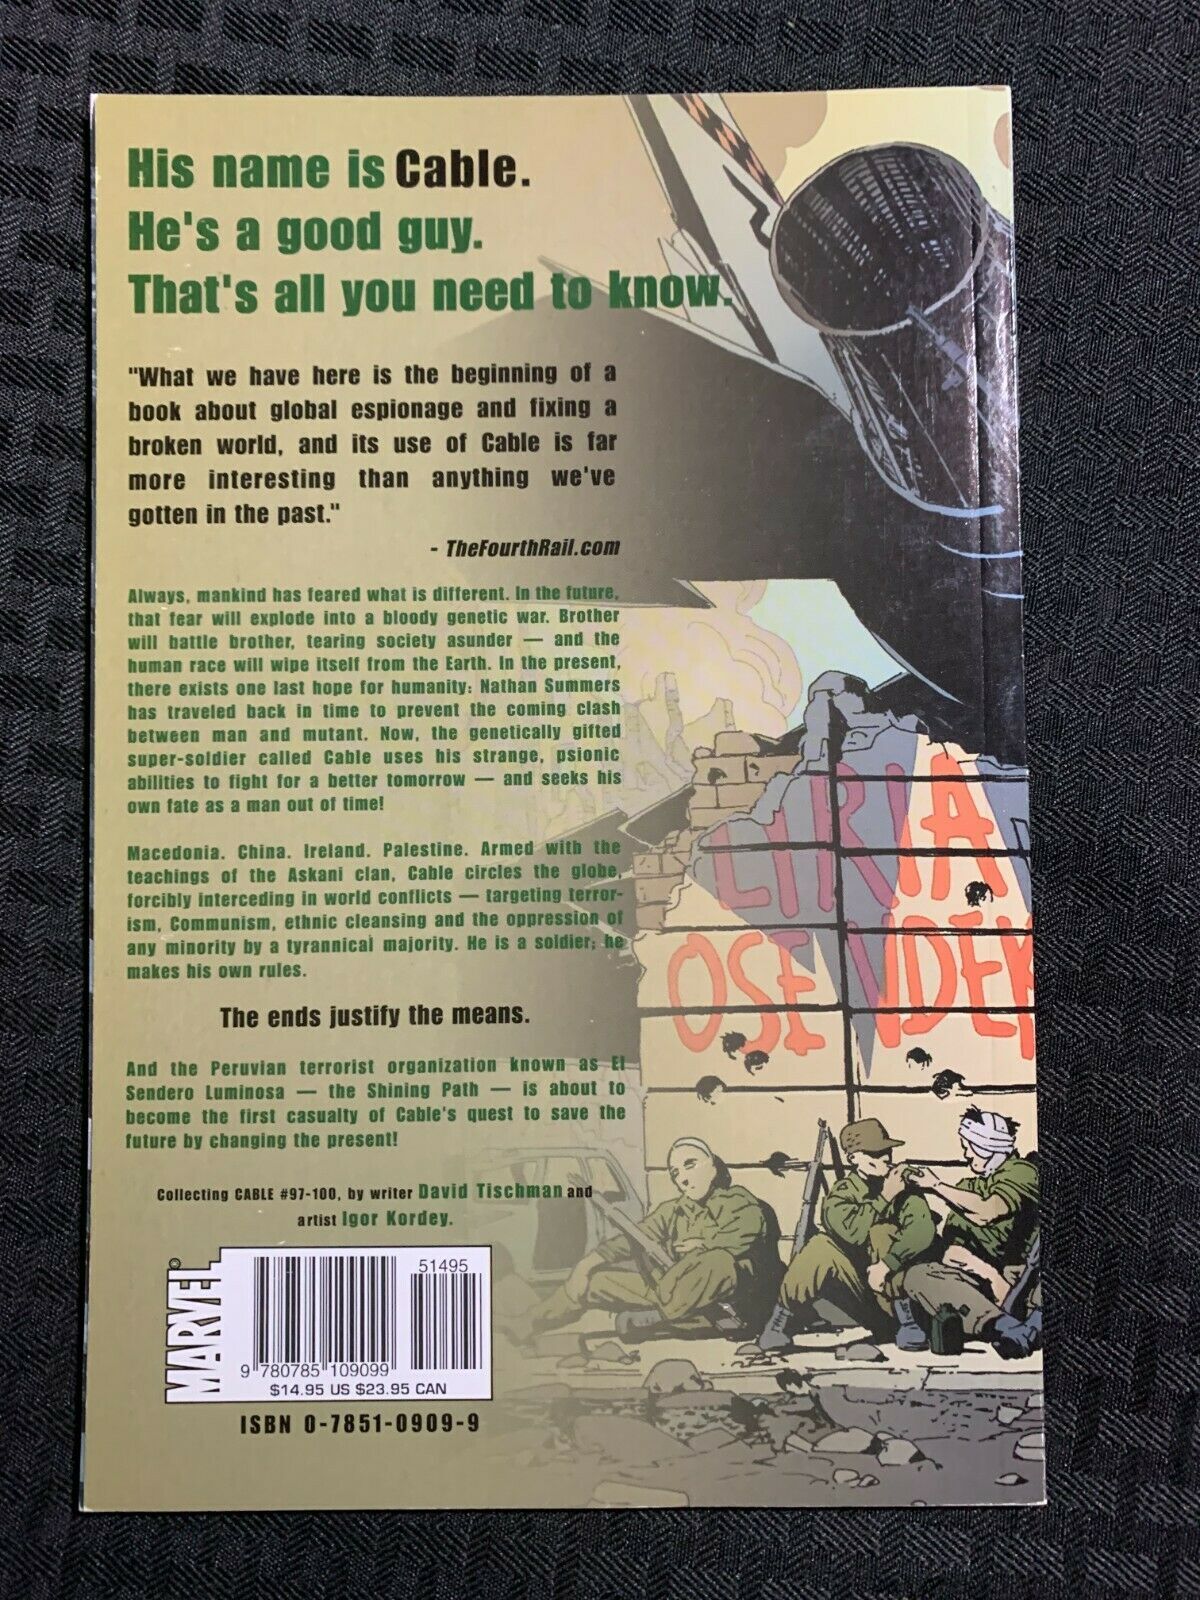 His name is Cable.
He's a good guy.
That's all you need to know.
"What we have here is the beginning of a
book about global espionage and fixing a
broken world, and its use of Cable is far
more interesting than anything we've
gotten in the past."
- TheFourthRail.com
Always, mankind has feared what is different. In the future,
that fear will explode into a bloody genetic war. Brother
will battle brother, tearing society asunder — and the
human race will wipe itself from the Earth. In the present,
there exists one last hope for humanity: Nathan Summers
has traveled back in time to prevent the coming clash
between man and mutant. Now, the genetically gifted
super-soldier called Cable uses his strange, psionic
abilities to fight for a better tomorrow — and seeks his
own fate as a man out of time!
Macedonia. China. Ireland. Palestine. Armed with the
teachings of the Askani clan, Cable circles the globe,
forcibly interceding in world conflicts — targeting terror-
ism, Communism, ethnic cleansing and the oppression of
any minority by a tyrannical majority. He is a soldier; he
makes his own rules.
The ends justify the means.
And the Peruvian terrorist organization known as El
Sendero Luminosa — the Shining Path — is about to
become the first casualty of Cable's quest to save the
future by changing the present!
Collecting CABLE #97-100, by writer David Tischman and
artist Igor Kordey.
MARVEL
51495
9 780785 109099
$14.95 US $23.95 CAN
ISBN 0-7851-0909-9
LIRIA